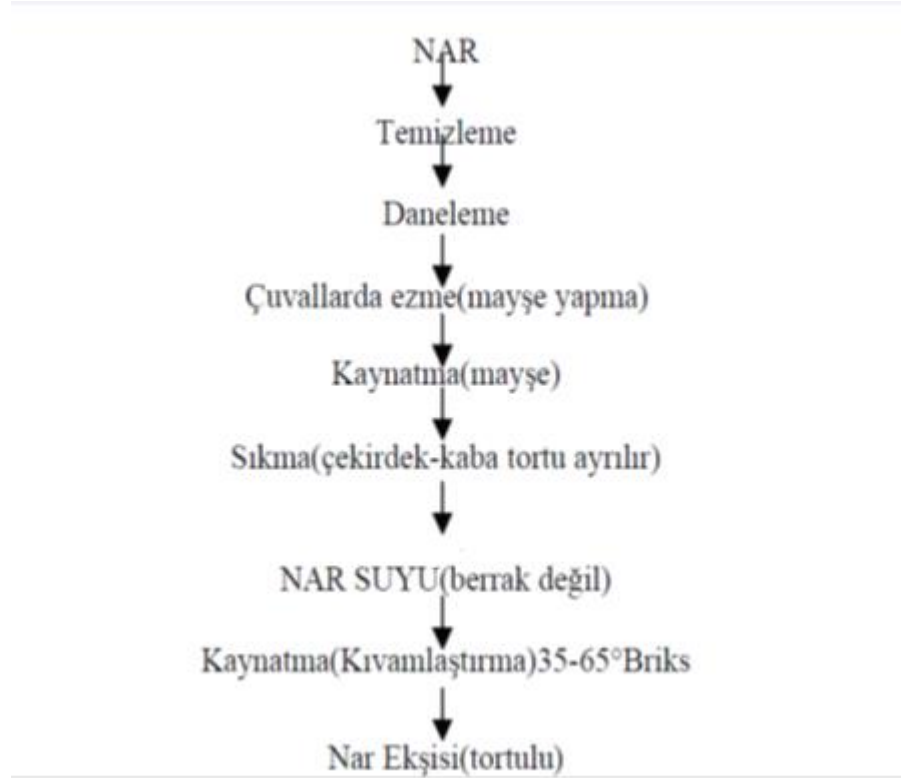 NAR
Temizleme
Daneleme
Çuvallarda ezme(mayşe yapma)
Kaynatma(mayşe)
Sıkma(çekirdek-kaba tortu ayrılır)
NAR SUYU(berrak değil)
Kaynatma(Kıvamlaştırma)35-65°Briks
Nar Ekşisi(tortulu)